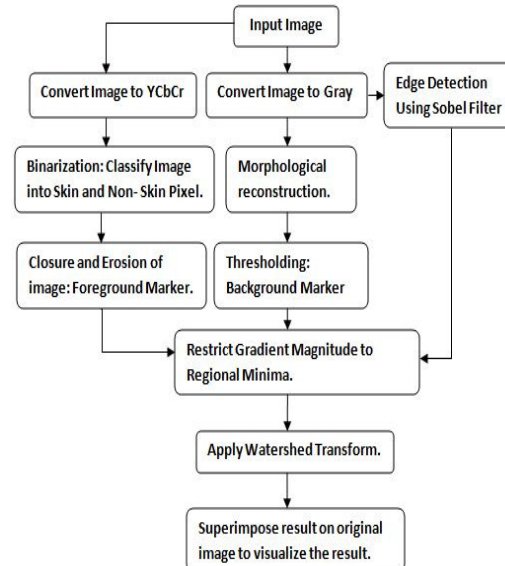 Input Image
Convert Image to YCbCr
Convert Image to Gray
Edge Detection
Using Sobel Filter
Binarization: Classify Image
into Skin and Non- Skin Pixel.
Morphological
reconstruction.
Closure and Erosion of
image: Foreground Marker.
Thresholding:
Background Marker
Restrict Gradient Magnitude to
Regional Minima.
Apply Watershed Transform.
Superimpose result on original
image to visualize the result.